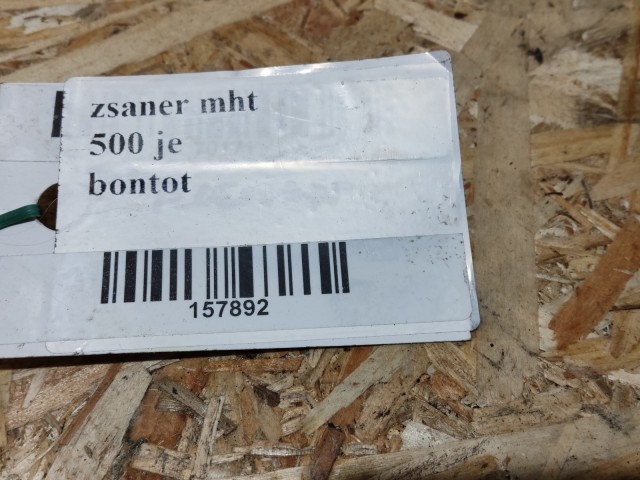 zsaner mht
500 je
bontot
157892